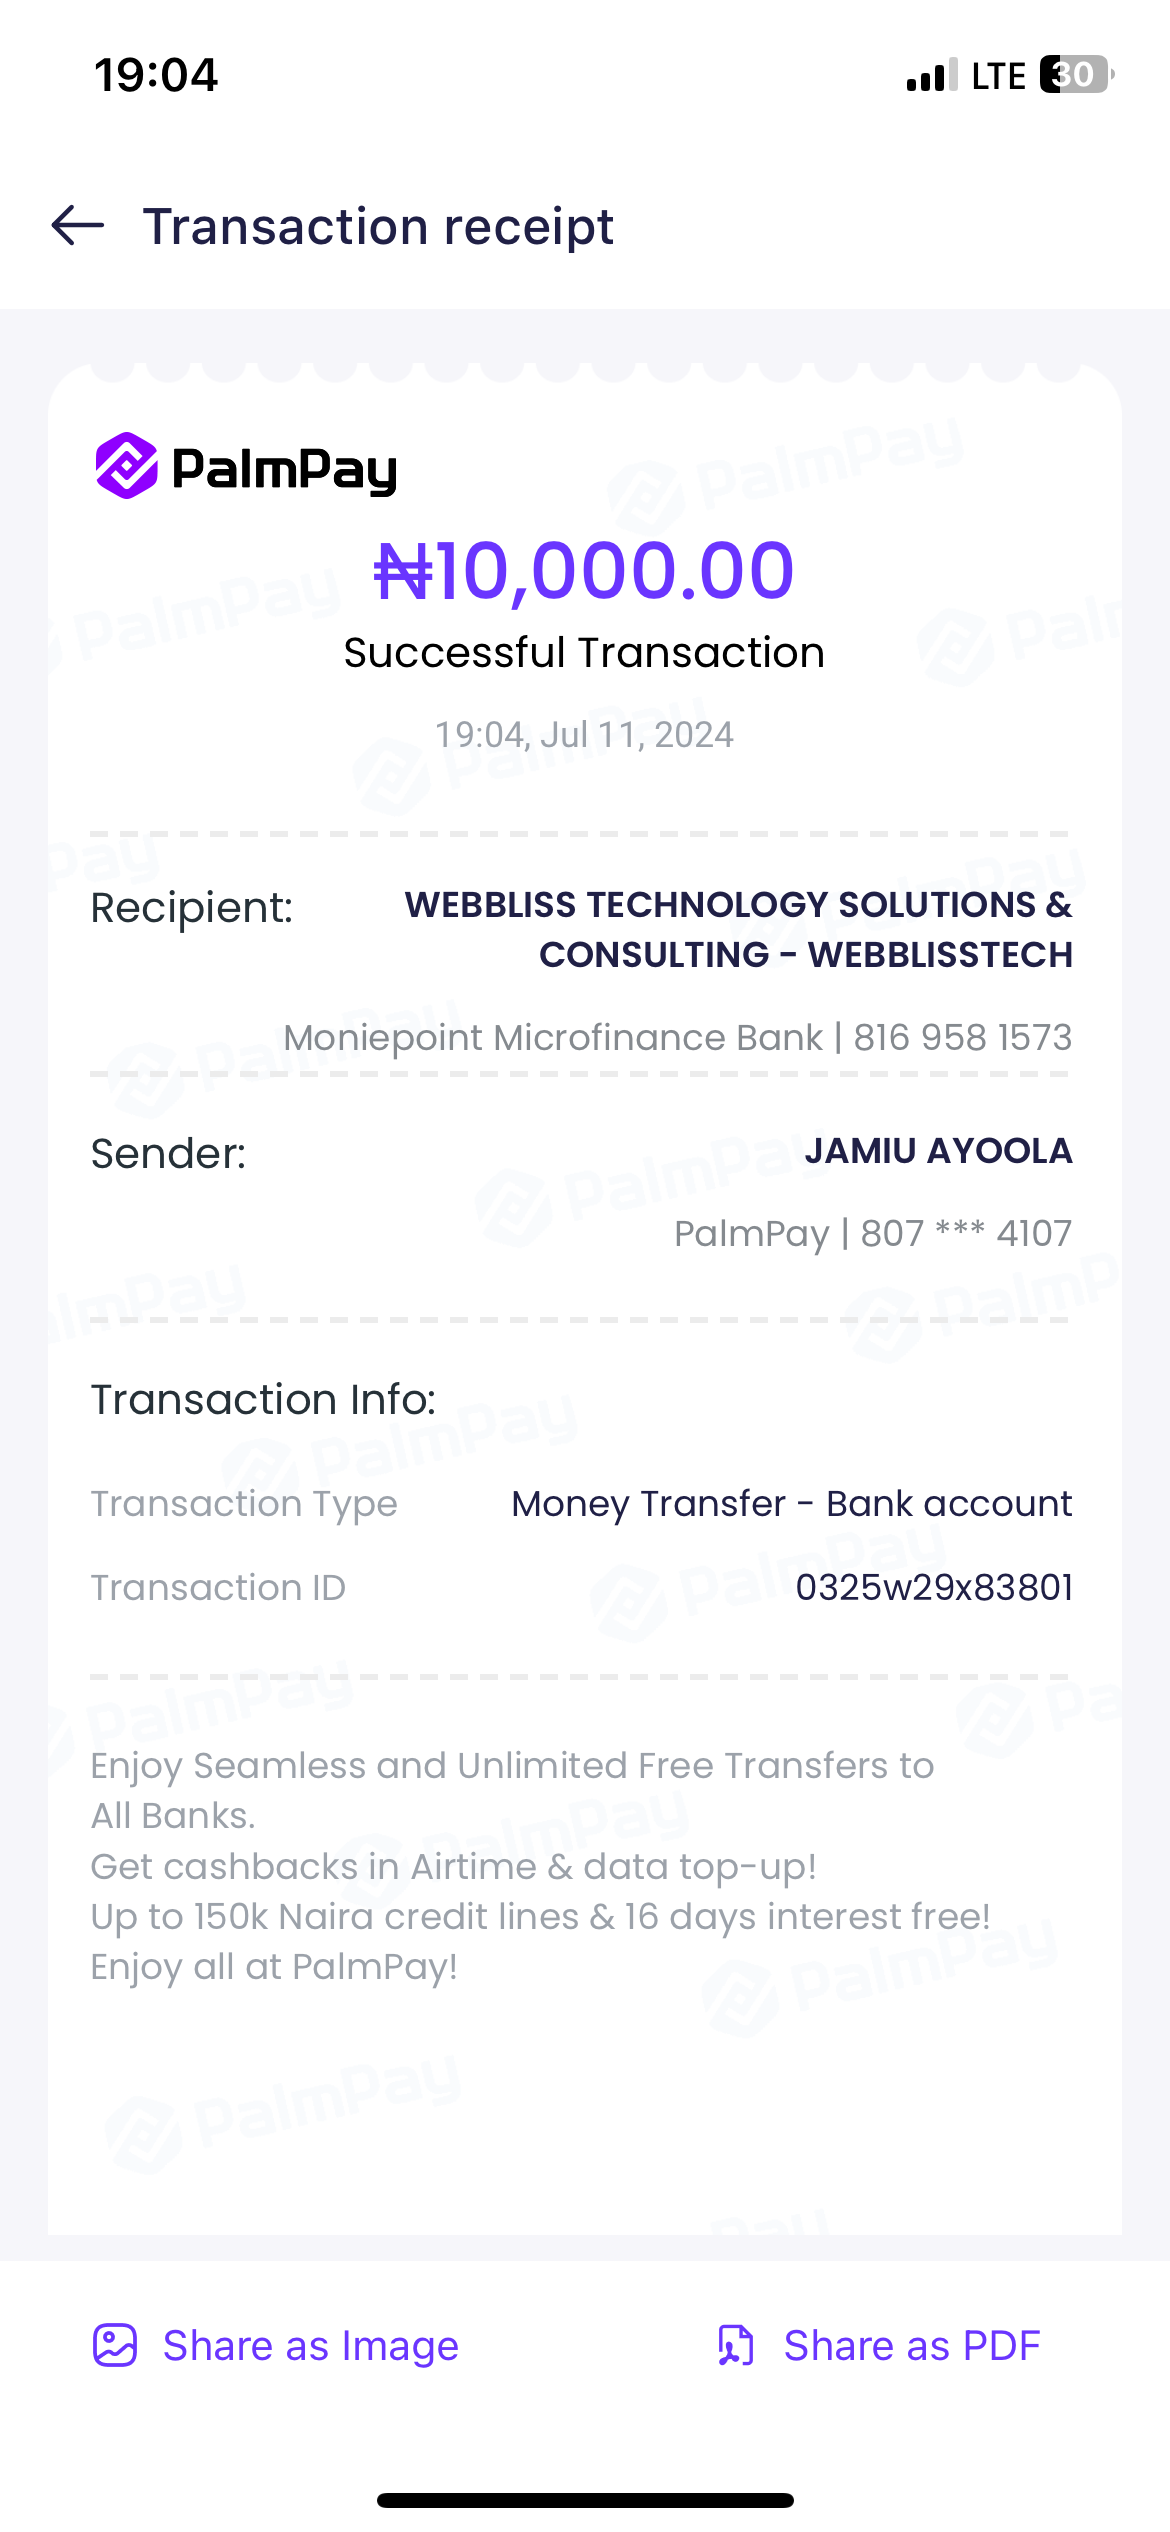 19:04
LTE 30
Transaction receipt
PalmPay
₦10,000.00
Successful Transaction
19:04, Jul 11, 2024
Recipient: WEBBLISS TECHNOLOGY SOLUTIONS &
CONSULTING - WEBBLISSTECH
Moniepoint Microfinance Bank | 816 958 1573
Sender: JAMIU AYOOLA
PalmPay | 807 *** 4107
Transaction Info:
Transaction Type Money Transfer - Bank account
Transaction ID 0325w29x83801
Enjoy Seamless and Unlimited Free Transfers to
All Banks.
Get cashbacks in Airtime & data top-up!
Up to 150k Naira credit lines & 16 days interest free!
Enjoy all at PalmPay!
Share as Image Share as PDF